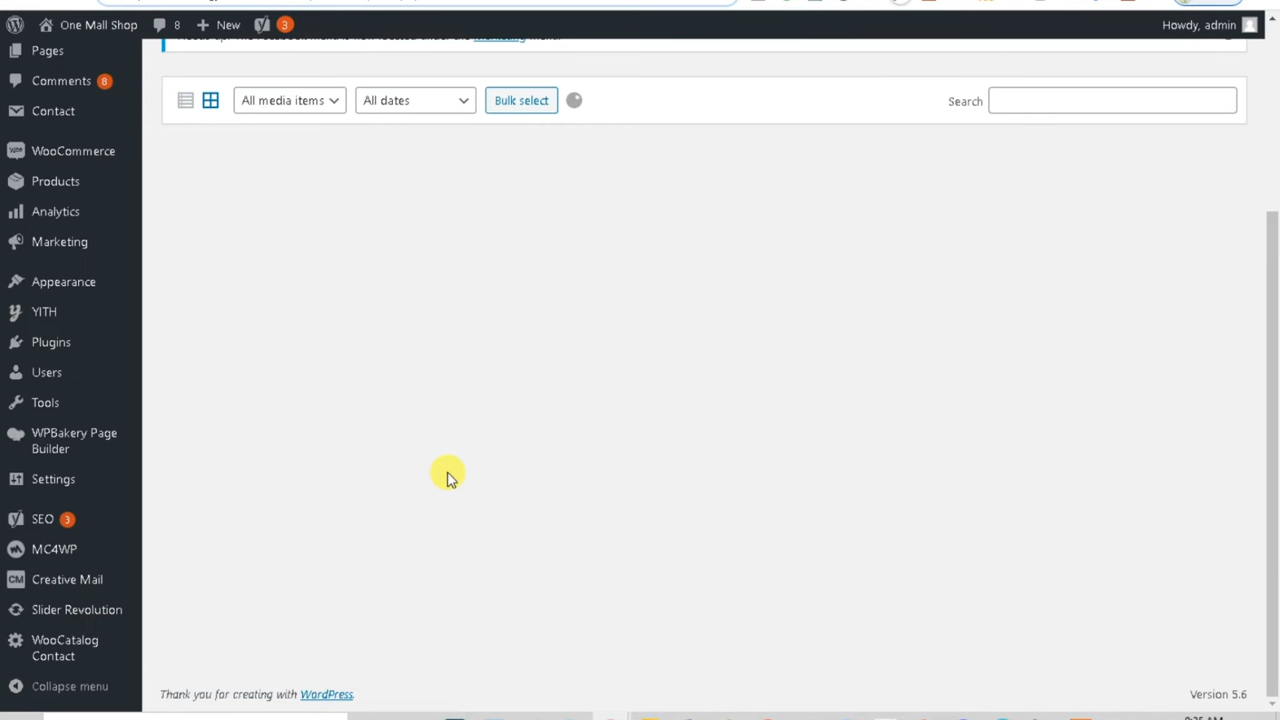 One Mall Shop
8
New
3
Howdy, admin
Pages
Comments 8
Contact
WooCommerce
Products
Analytics
Marketing
Appearance
YITH
Plugins
Users
Tools
WPBakery Page
Builder
Settings
SEO 3
MC4WP
CM Creative Mail
Slider Revolution
WooCatalog
Contact
Collapse menu
All media items
All dates
Bulk select
Search
Thank you for creating with WordPress.
Version 5.6